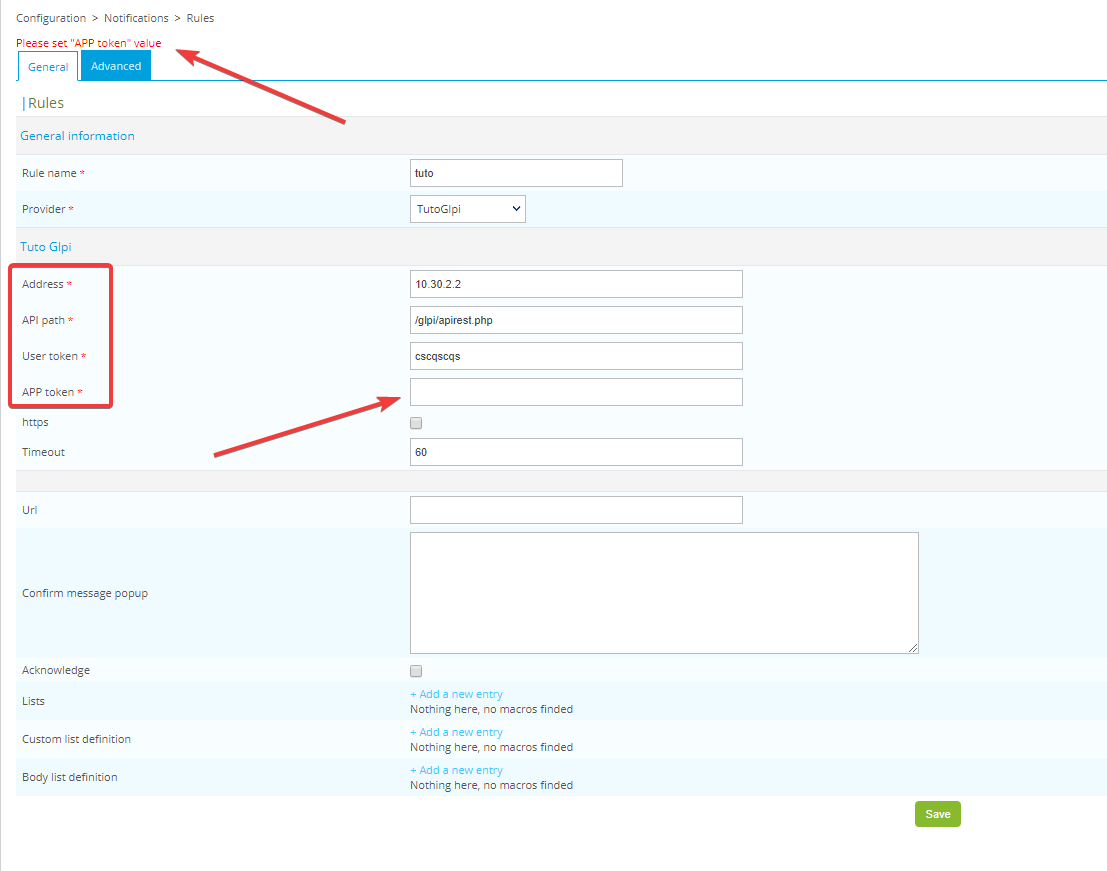 Configuration > Notifications > Rules
Please set "APP token" value
General Advanced
|Rules
General information
Rule name * tuto
Provider * TutoGlpi
Tuto Glpi
Address * 10.30.2.2
API path * /glpi/apirest.php
User token * cscqscqs
APP token *
https
Timeout 60
Url
Confirm message popup
Acknowledge
Lists + Add a new entry
Nothing here, no macros finded
Custom list definition + Add a new entry
Nothing here, no macros finded
Body list definition + Add a new entry
Nothing here, no macros finded
Save